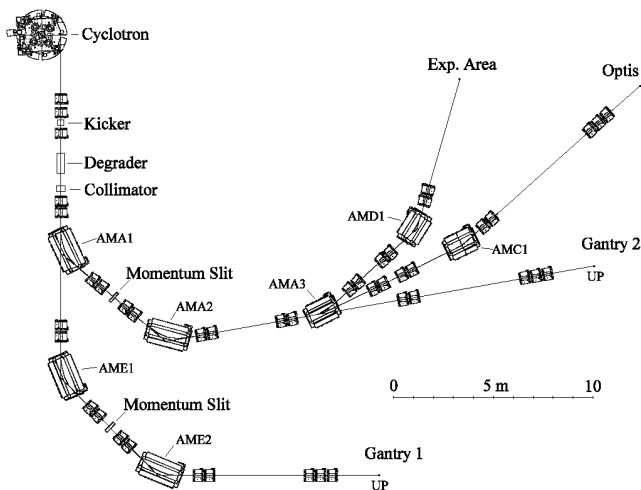 Cyclotron
Exp. Area
Optis
Kicker
Degrader
Collimator
AMD1
AMA1
AMC1
Gantry 2
Momentum Slit
AMA3
UP
AMA2
AME1
0
5 m
10
Momentum Slit
AME2
Gantry 1
UP